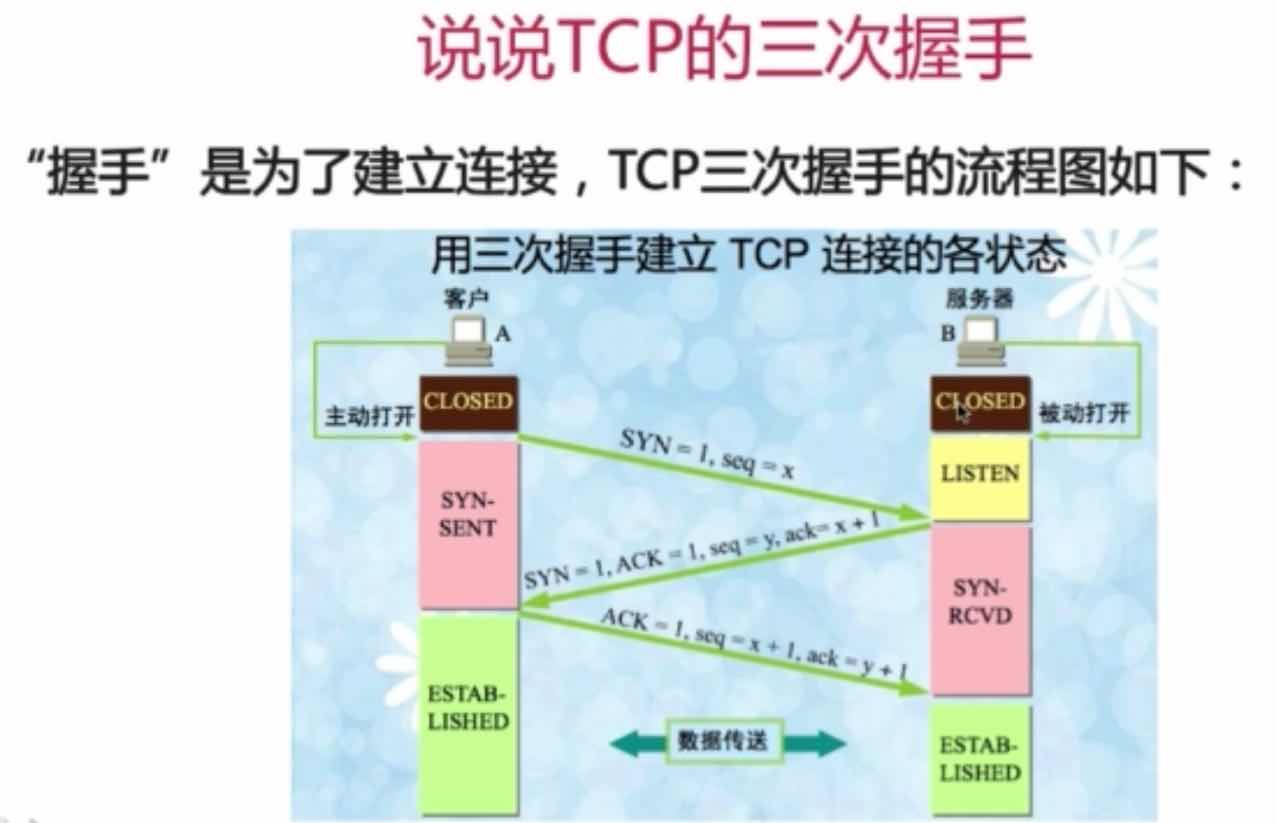 说说TCP的三次握手
“握手”是为了建立连接，TCP三次握手的流程图如下：
用三次握手建立 TCP 连接的各状态
客户
服务器
A
B
CLOSED
CLOSED
主动打开
被动打开
SYN = 1, seq = x
LISTEN
SYN-
SENT
SYN = 1, ACK = 1, seq = y, ack= x + 1
SYN-
RCVD
ACK = 1, seq = x + 1, ack = y + 1
ESTAB-
LISHED
数据传送
ESTAB-
LISHED